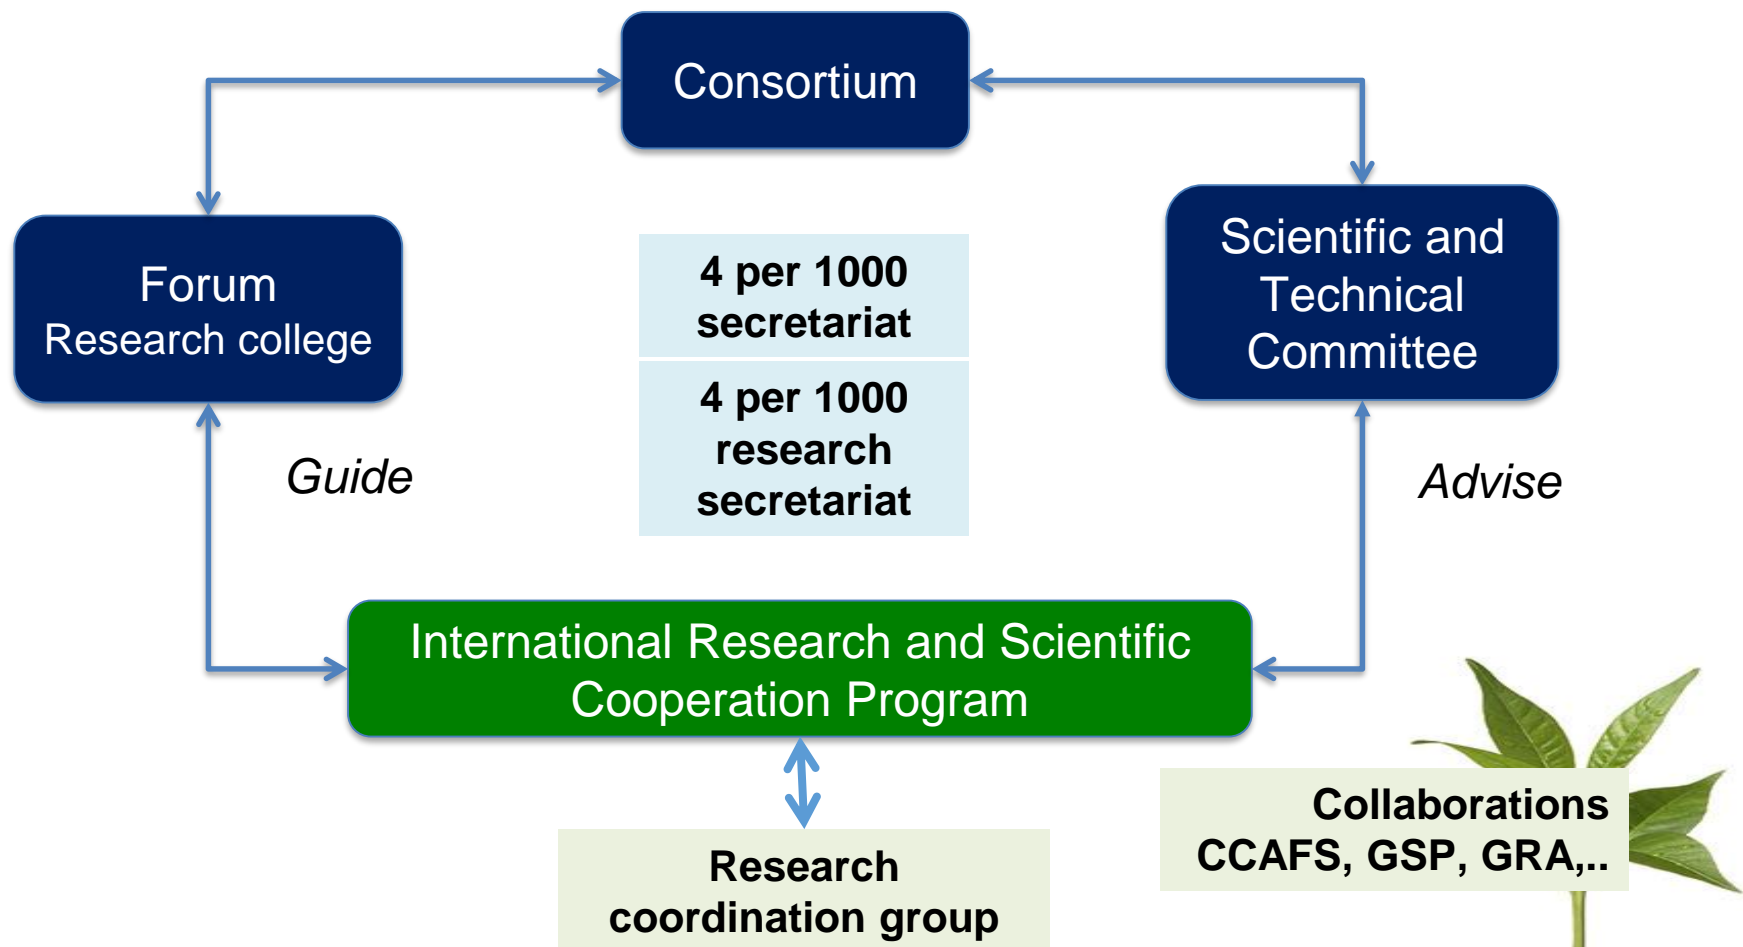 Consortium
Forum
Research college
4 per 1000
secretariat
4 per 1000
research
secretariat
Scientific and
Technical
Committee
Guide
Advise
International Research and Scientific
Cooperation Program
Collaborations
CCAFS, GSP, GRA,..
Research
coordination group